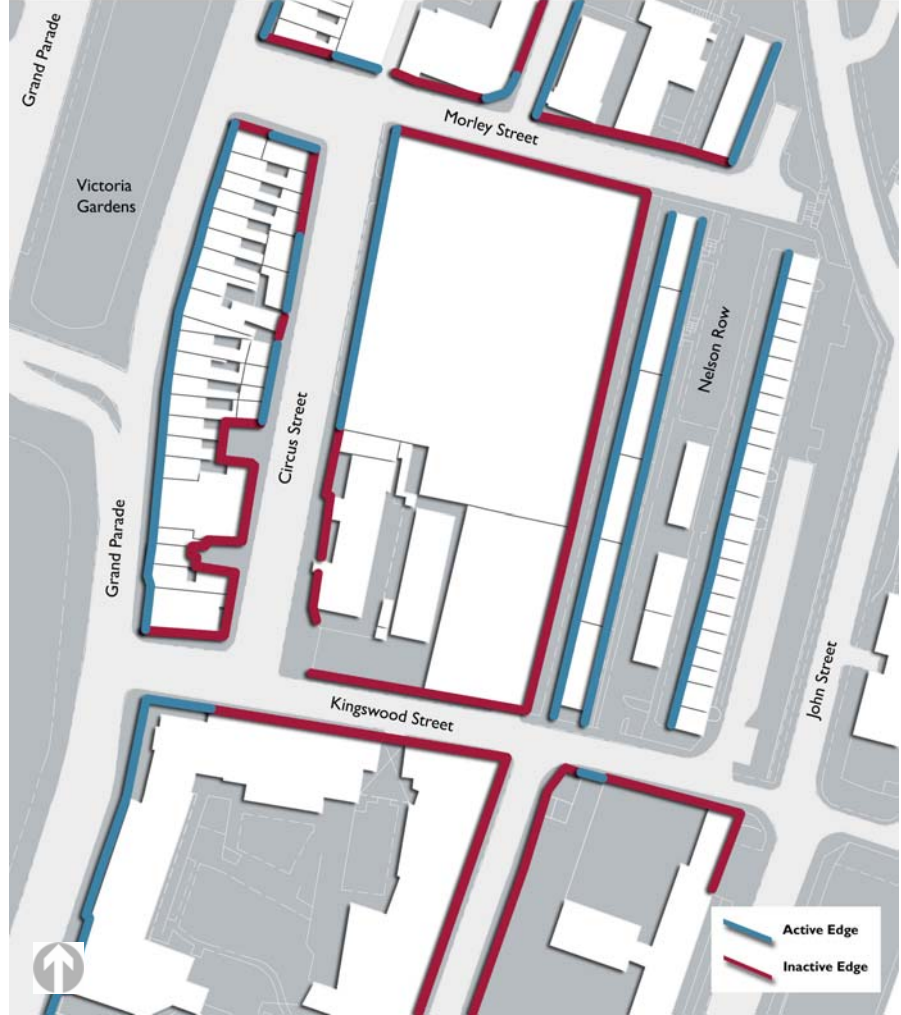 Grand Parade
Morley Street
Victoria
Gardens
Nelson Row
Circus Street
Grand Parade
John Street
Kingswood Street
Active Edge
Inactive Edge